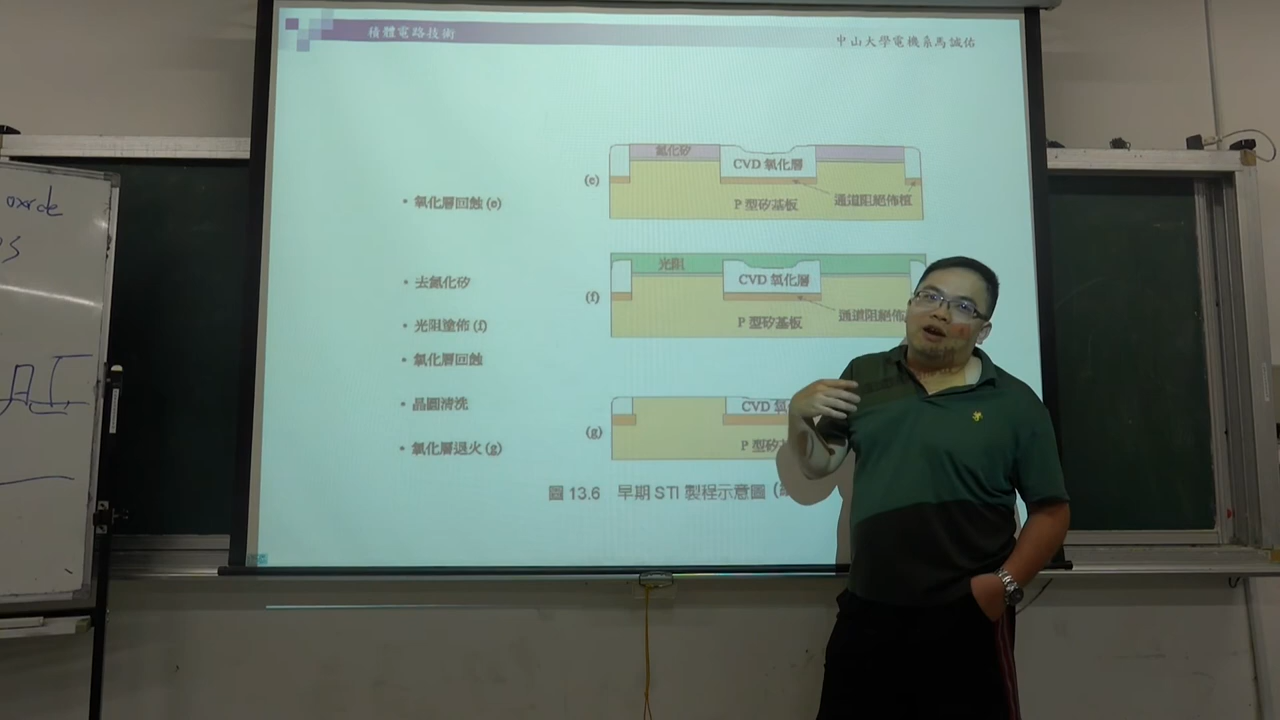 積體電路技術
中山大學電機系馬誠佑
氮化矽
CVD 氧化層
(e)
P 型矽基板
通道阻絕佈植
• 氧化層回蝕 (e)
光阻
CVD 氧化層
(f)
P 型矽基板
通道阻絕佈
• 去氮化矽
• 光阻塗佈 (f)
• 氧化層回蝕
• 晶圓清洗
CVD
(g)
P 型矽
• 氧化層退火 (g)
圖 13.6 早期 STI 製程示意圖
oxide